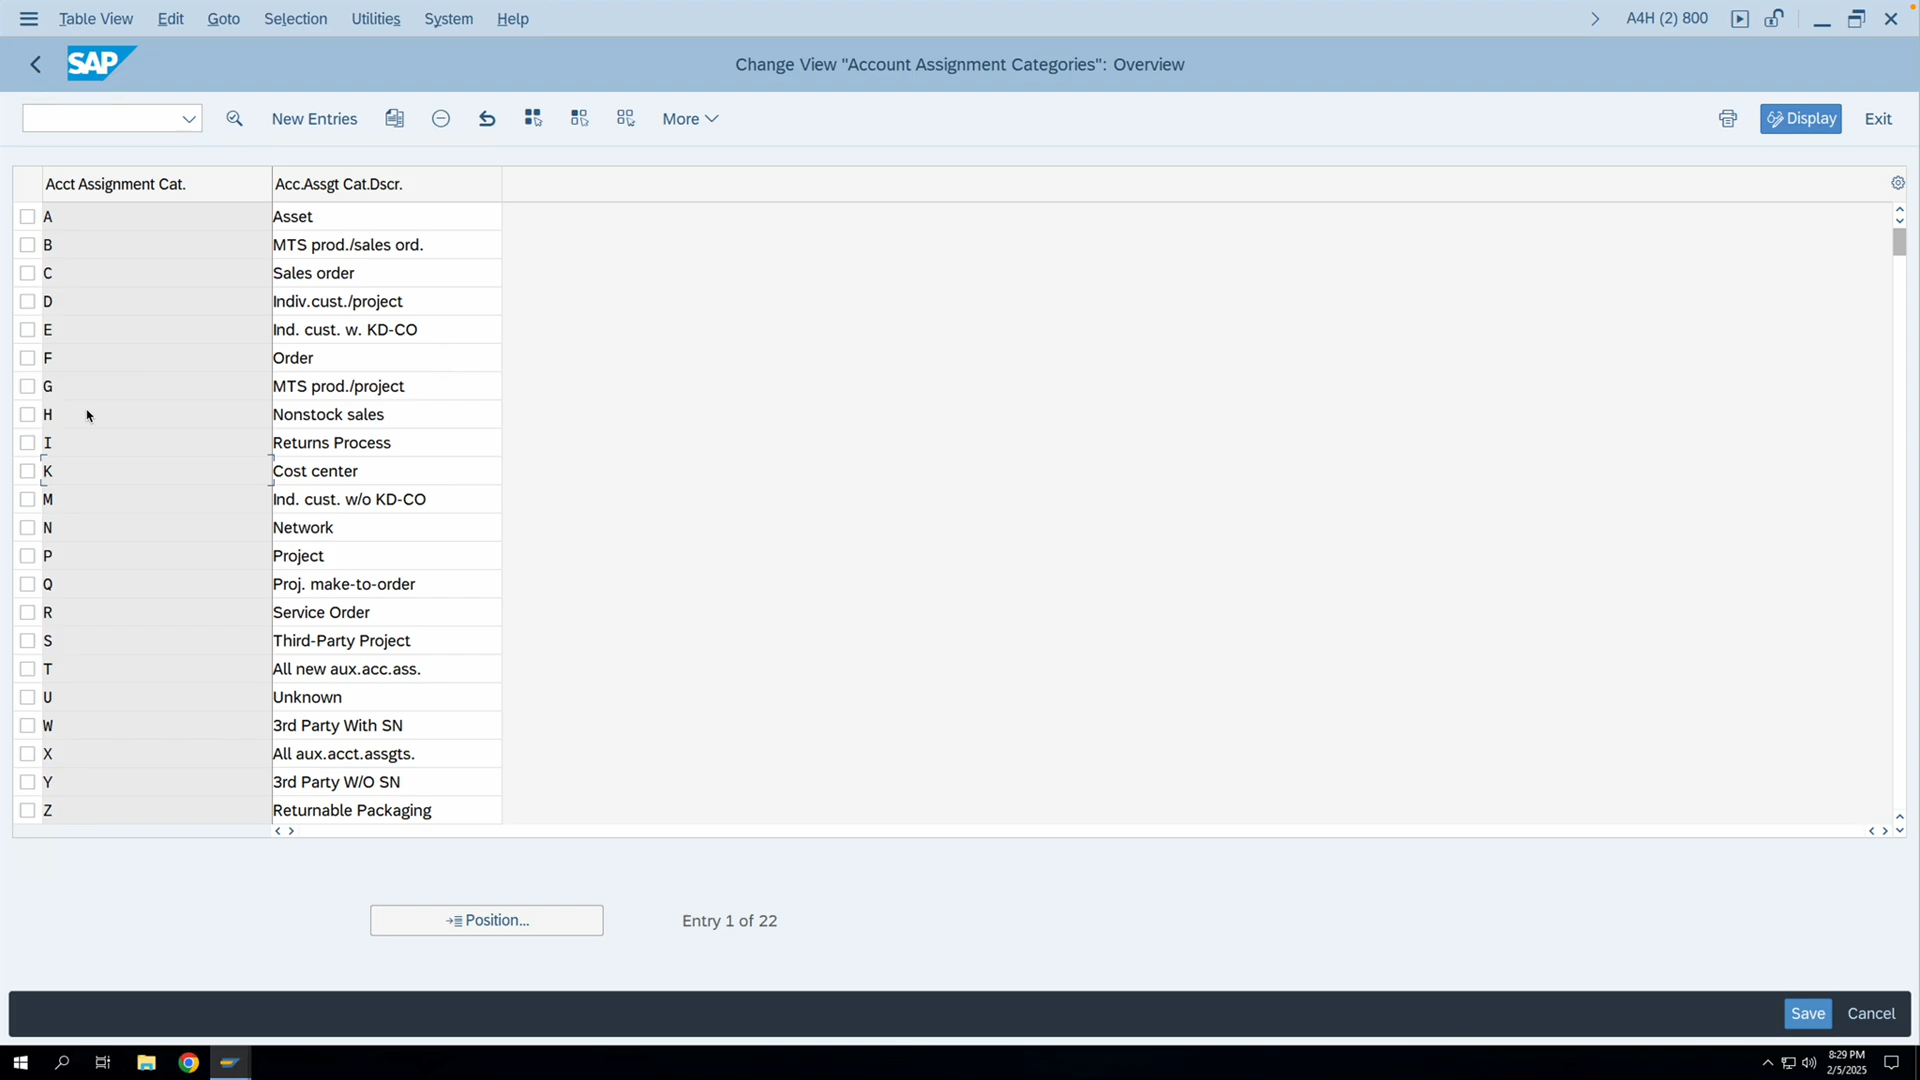 Table View Edit Goto Selection Utilities System Help A4H (2) 800
SAP Change View "Account Assignment Categories": Overview
New Entries More Display Exit
Acct Assignment Cat. Acc.Assgt Cat.Dscr.
A Asset
B MTS prod./sales ord.
C Sales order
D Indiv.cust./project
E Ind. cust. w. KD-CO
F Order
G MTS prod./project
H Nonstock sales
I Returns Process
K Cost center
M Ind. cust. w/o KD-CO
N Network
P Project
Q Proj. make-to-order
R Service Order
S Third-Party Project
T All new aux.acc.ass.
U Unknown
W 3rd Party With SN
X All aux.acct.assgts.
Y 3rd Party W/O SN
Z Returnable Packaging
Position... Entry 1 of 22
Save Cancel
8:29 PM
2/5/2025